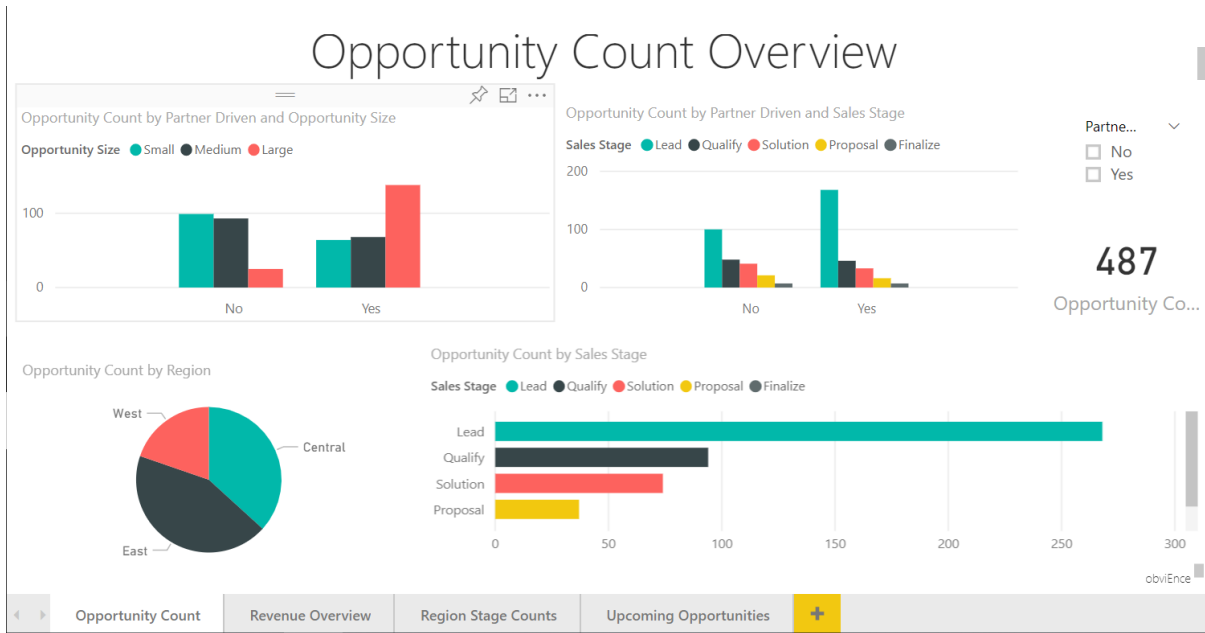 Opportunity Count Overview
Opportunity Count by Partner Driven and Opportunity Size
Opportunity Size Small Medium Large
100
0
No Yes
Opportunity Count by Partner Driven and Sales Stage
Sales Stage Lead Qualify Solution Proposal Finalize
200
100
0
No Yes
Partne...
No
Yes
487
Opportunity Co...
Opportunity Count by Region
West
Central
East
Opportunity Count by Sales Stage
Sales Stage Lead Qualify Solution Proposal Finalize
Lead
Qualify
Solution
Proposal
0 50 100 150 200 250 300
obviEnce
Opportunity Count Revenue Overview Region Stage Counts Upcoming Opportunities +